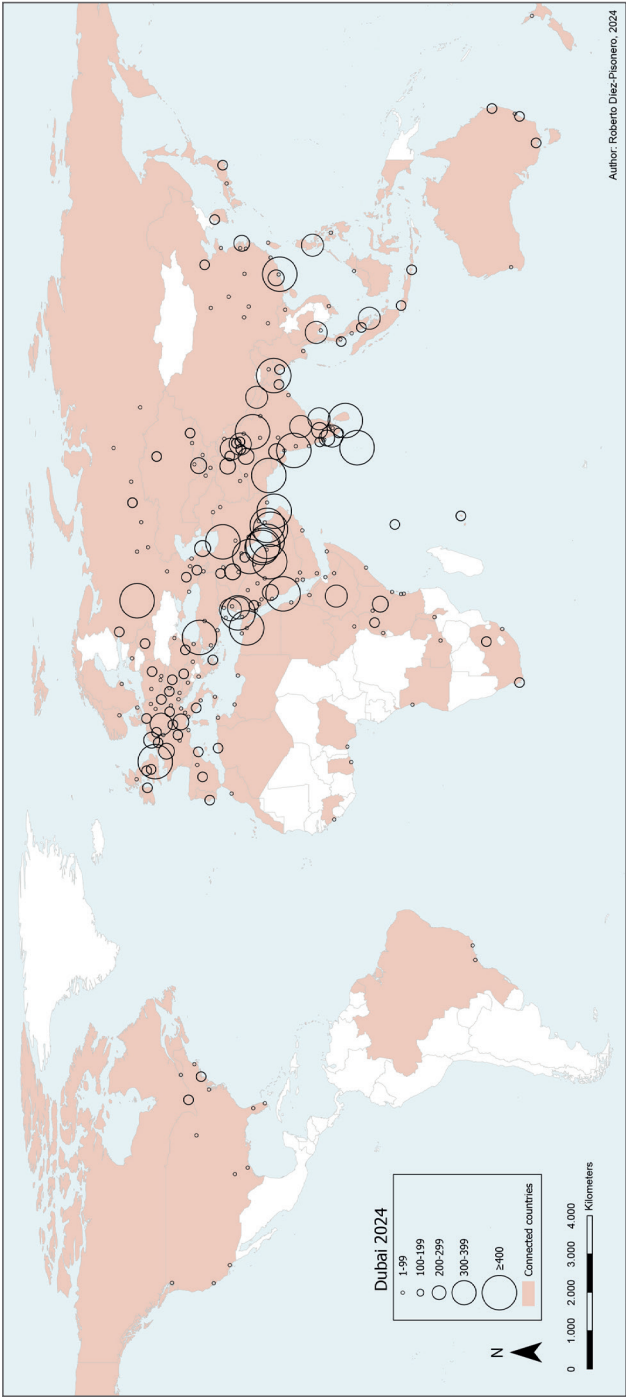 Dubai 2024
1-99
100-199
200-299
300-399
≥400
Connected countries
N
0 1.000 2.000 3.000 4.000
Kilometers
Author: Roberto Díez-Pisonero, 2024